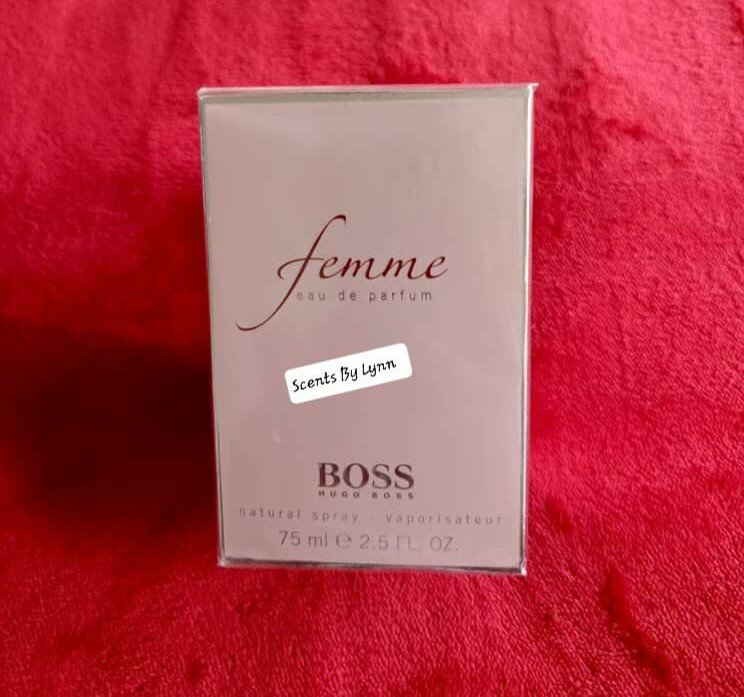 femme
eau de parfum
Scents By Lynn
BOSS
HUGO BOSS
natural spray . vaporisateur
75 ml e 2.5 FL. OZ.